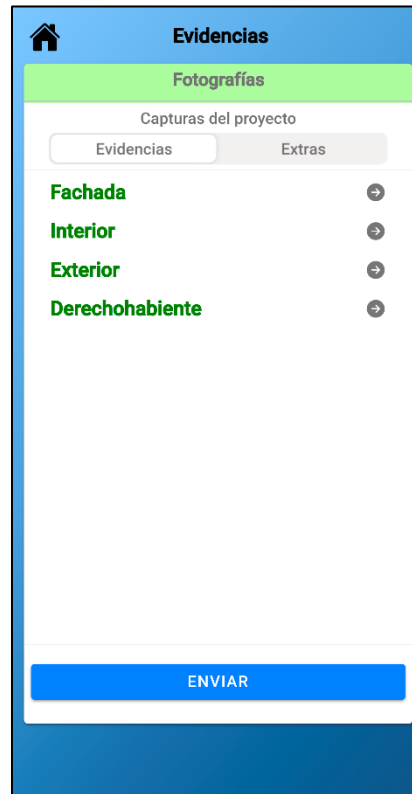 Evidencias
Fotografías
Capturas del proyecto
Evidencias Extras
Fachada
Interior
Exterior
Derechohabiente
ENVIAR